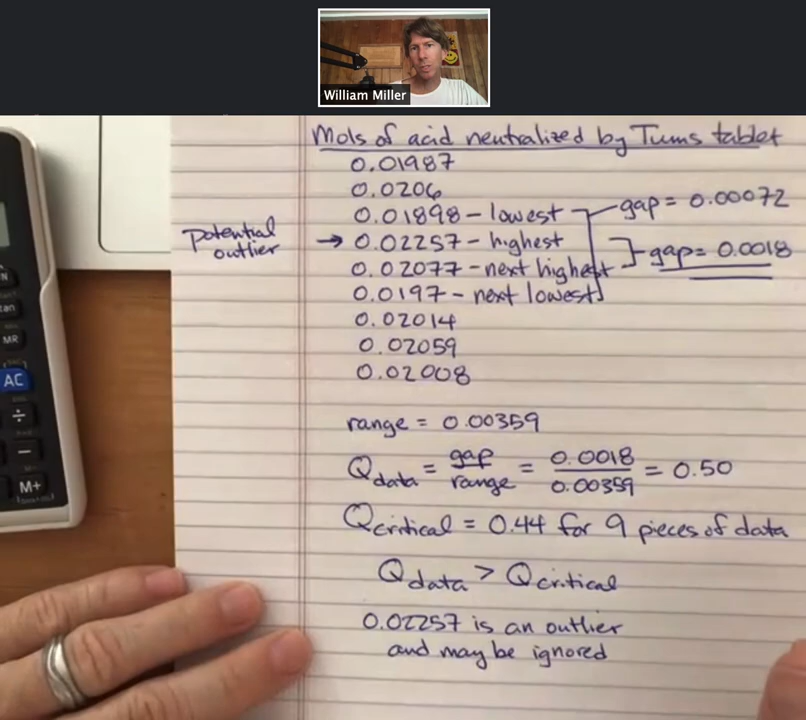 William Miller
Mols of acid neutralized by Tums tablet
0.01987
0.0206
0.01898 - lowest gap = 0.00072
potential outlier → 0.02257 - highest
0.02077 - next highest gap = 0.0018
0.0197 - next lowest
0.02014
0.02059
0.02008
range = 0.00359
Qdata = gap/range = 0.0018/0.00359 = 0.50
Qcritical = 0.44 for 9 pieces of data
Qdata > Qcritical
0.02257 is an outlier
and may be ignored
MR
AC
÷
−
M+